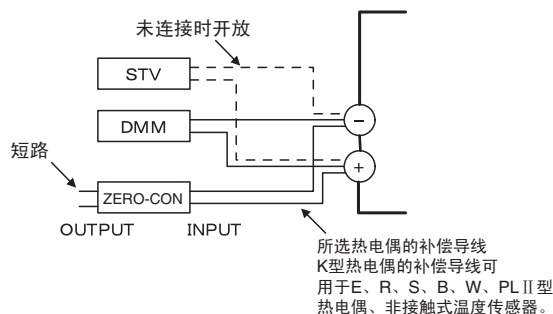 未连接时开放
STV
−
DMM
短路
+
ZERO-CON
OUTPUT
INPUT
所选热电偶的补偿导线
K型热电偶的补偿导线可
用于E、R、S、B、W、PLⅡ型
热电偶、非接触式温度传感器。